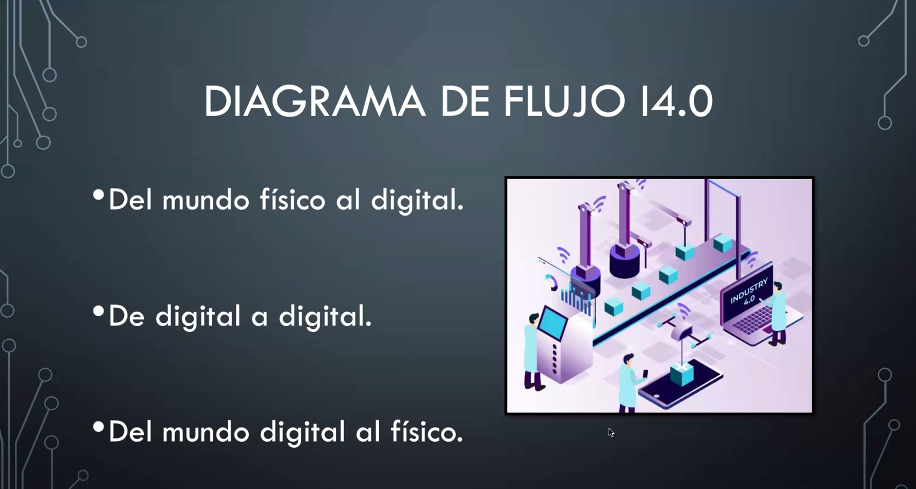 DIAGRAMA DE FLUJO I4.0
•Del mundo físico al digital.
•De digital a digital.
•Del mundo digital al físico.
INDUSTRY
4.0